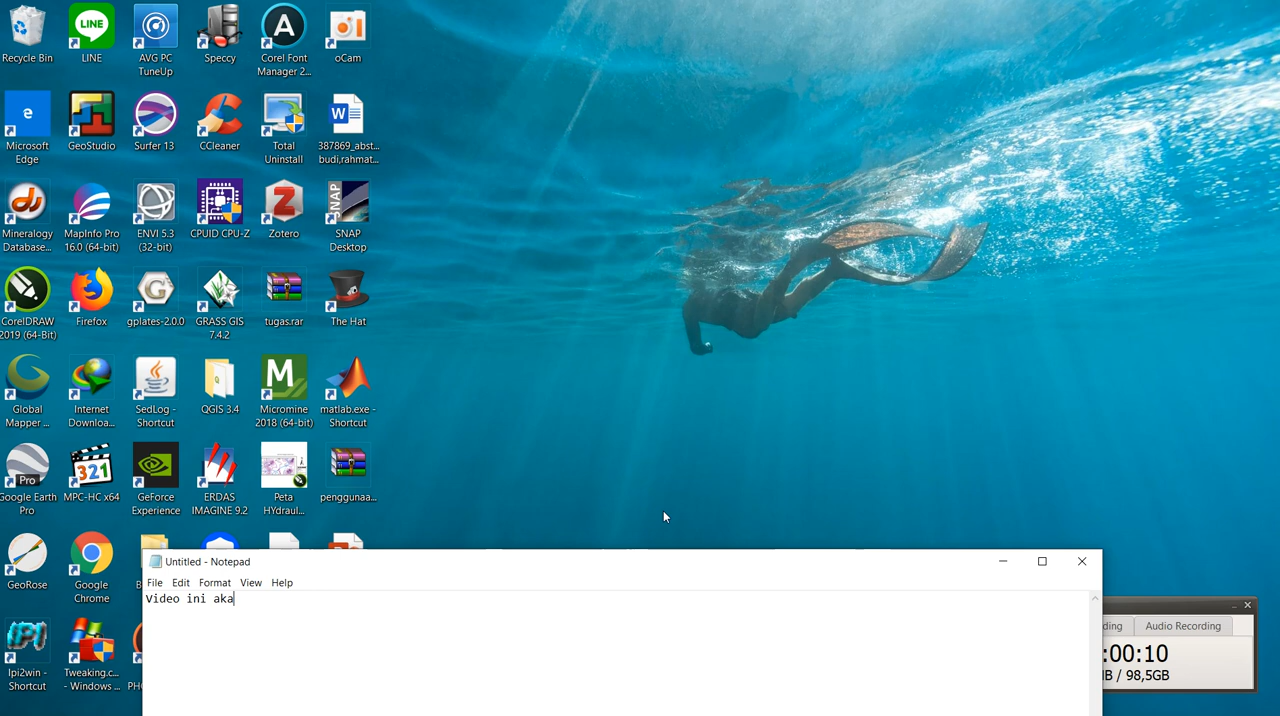 Recycle Bin
LINE
AVG PC
TuneUp
Speccy
Corel Font
Manager 2...
oCam
Microsoft
Edge
GeoStudio
Surfer 13
CCleaner
Total
Uninstall
387869_abst...
budi,rahmat...
Mineralogy
Database...
MapInfo Pro
16.0 (64-bit)
ENVI 5.3
(32-bit)
CPUID CPU-Z
Zotero
SNAP
SNAP
Desktop
CorelDRAW
2019 (64-Bit)
Firefox
gplates-2.0.0
GRASS GIS
7.4.2
tugas.rar
The Hat
Global
Mapper ...
Internet
Downloa...
SedLog -
Shortcut
QGIS 3.4
Micromine
2018 (64-bit)
matlab.exe -
Shortcut
Pro
Google Earth
Pro
321
MPC-HC x64
GeForce
Experience
ERDAS
IMAGINE 9.2
Peta
HYdraul...
penggunaa...
GeoRose
Google
Chrome
Untitled - Notepad
File Edit Format View Help
Video ini aka
IPI
Ipi2win -
Shortcut
Tweaking.c...
- Windows ...
ding
Audio Recording
:00:10
B / 98,5GB